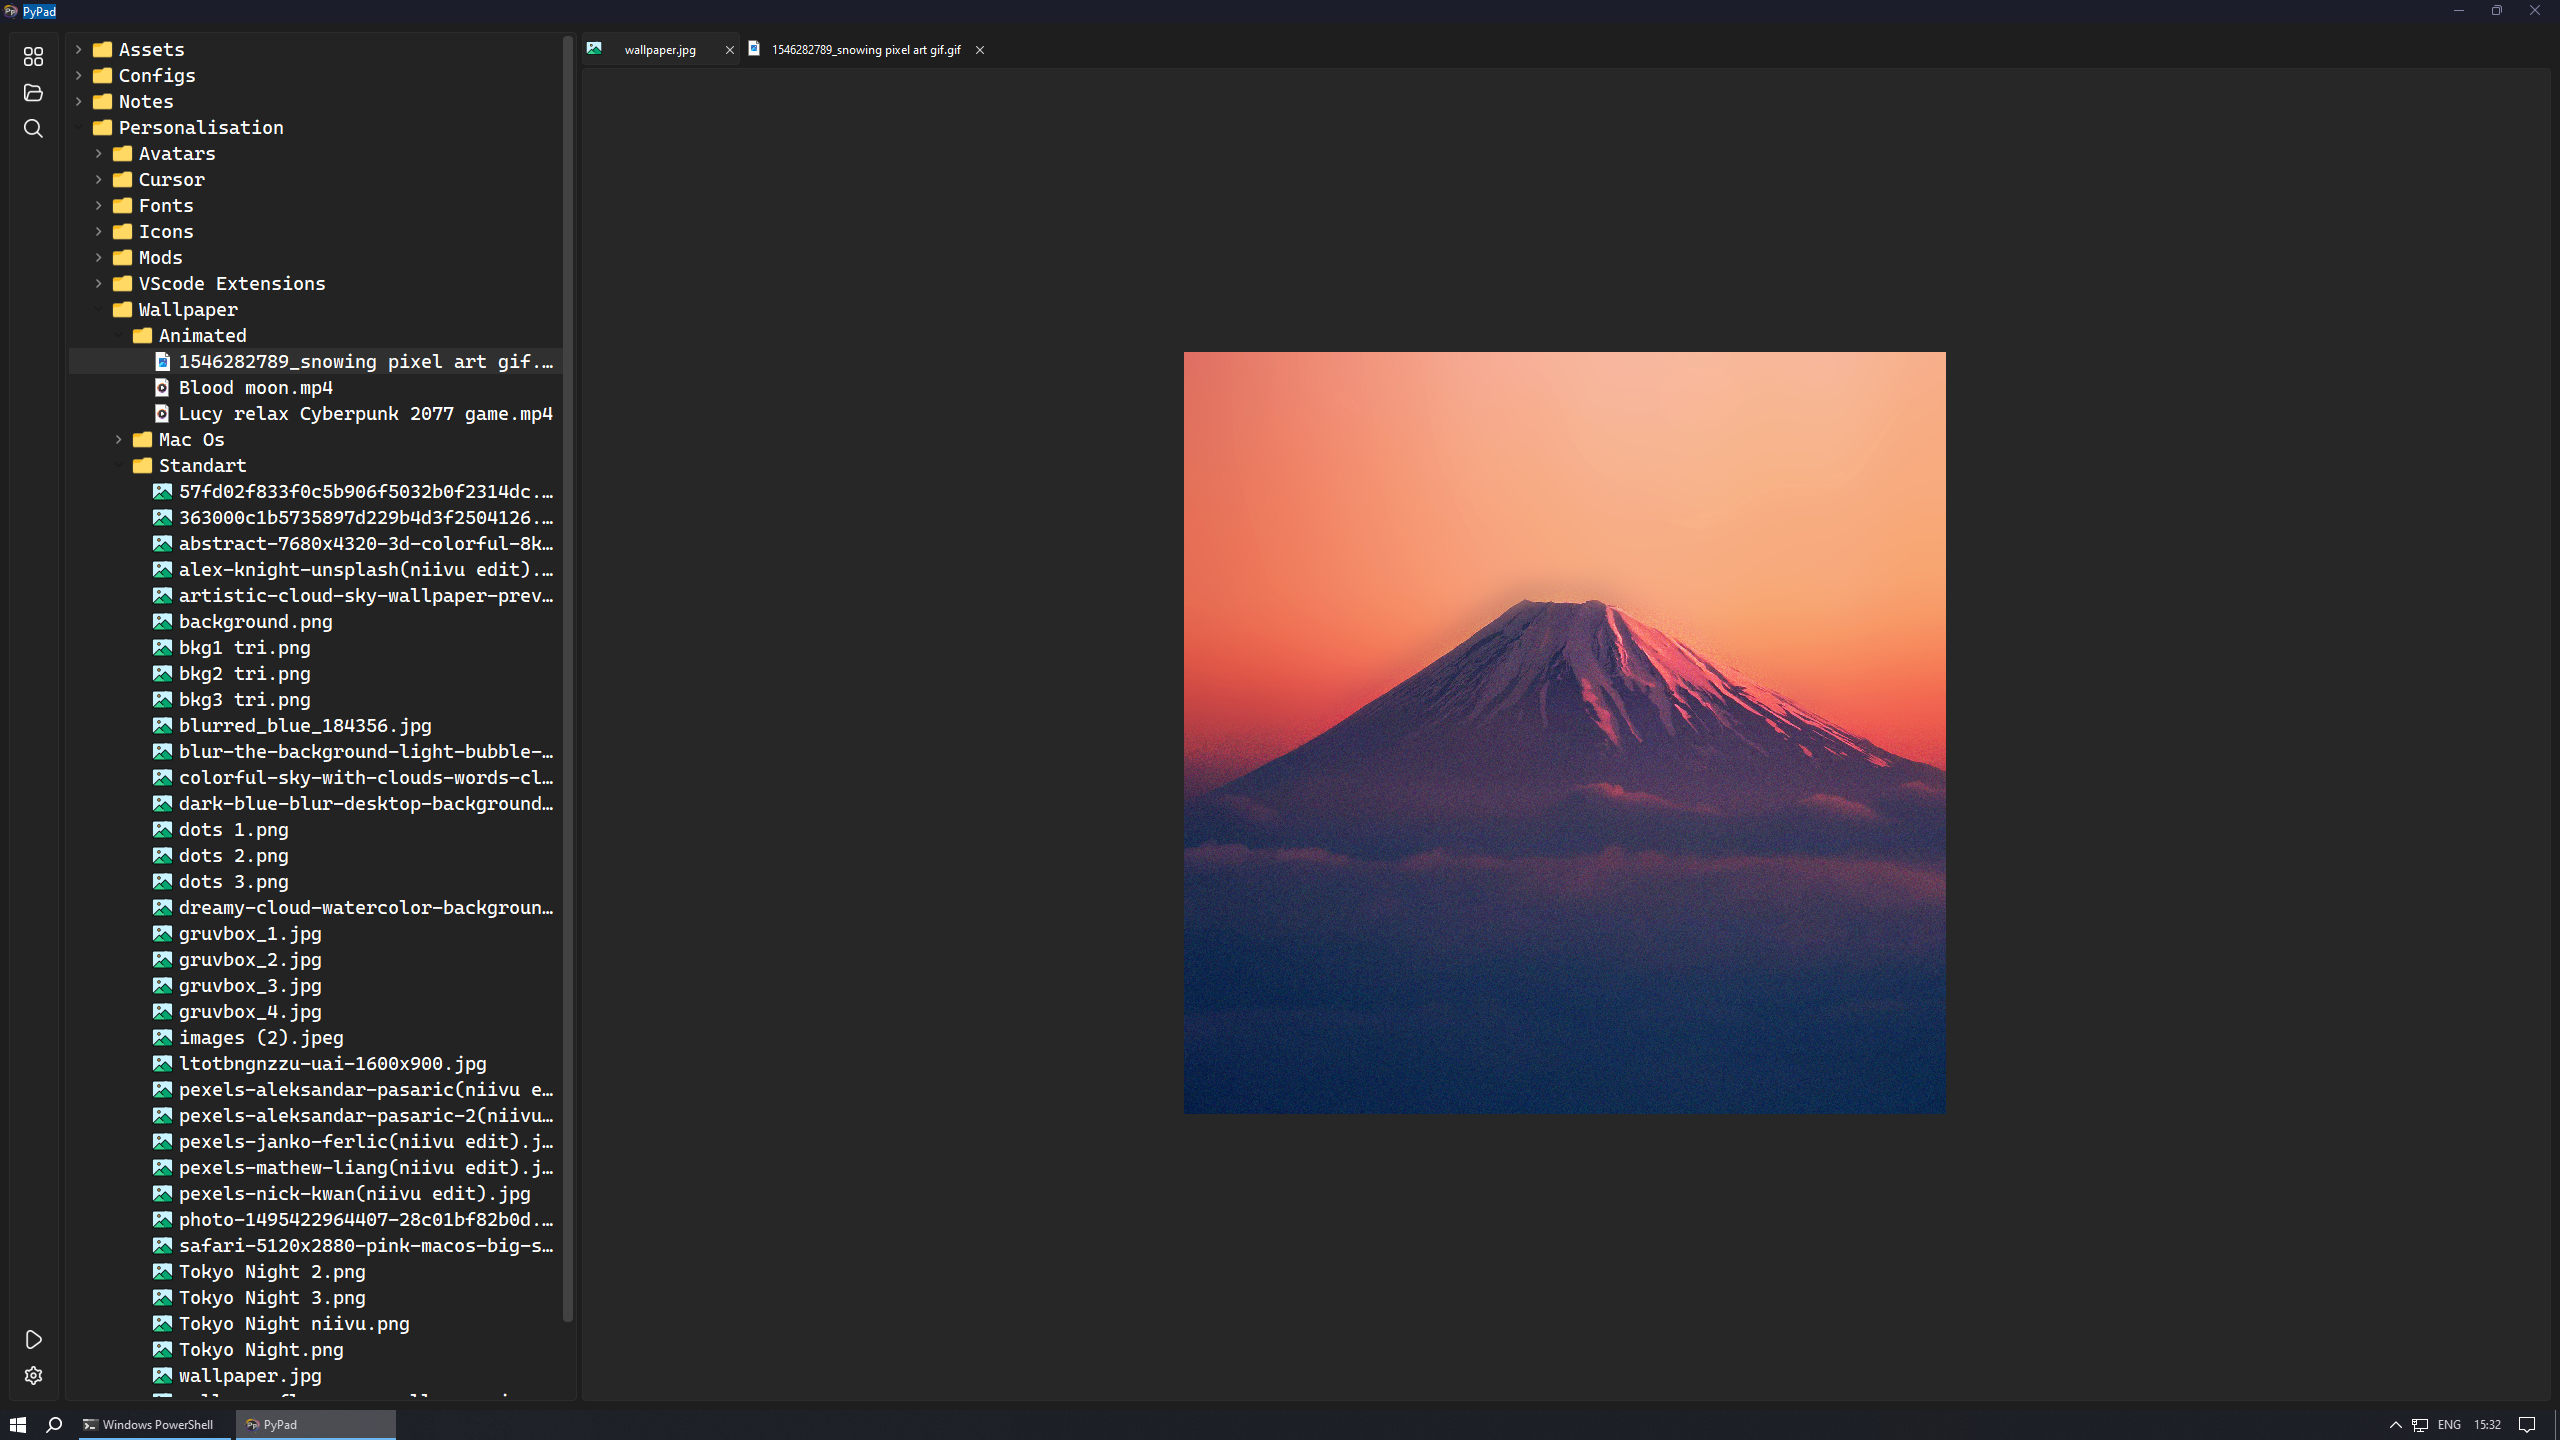 PyPad
Assets
Configs
Notes
Personalisation
Avatars
Cursor
Fonts
Icons
Mods
VScode Extensions
Wallpaper
Animated
1546282789_snowing pixel art gif.…
Blood moon.mp4
Lucy relax Cyberpunk 2077 game.mp4
Mac Os
Standart
57fd02f833f0c5b906f5032b0f2314dc.…
363000c1b5735897d229b4d3f2504126.…
abstract-7680x4320-3d-colorful-8k…
alex-knight-unsplash(niivu edit).…
artistic-cloud-sky-wallpaper-prev…
background.png
bkg1 tri.png
bkg2 tri.png
bkg3 tri.png
blurred_blue_184356.jpg
blur-the-background-light-bubble-…
colorful-sky-with-clouds-words-cl…
dark-blue-blur-desktop-background…
dots 1.png
dots 2.png
dots 3.png
dreamy-cloud-watercolor-backgroun…
gruvbox_1.jpg
gruvbox_2.jpg
gruvbox_3.jpg
gruvbox_4.jpg
images (2).jpeg
ltotbngnzzu-uai-1600x900.jpg
pexels-aleksandar-pasaric(niivu e…
pexels-aleksandar-pasaric-2(niivu…
pexels-janko-ferlic(niivu edit).j…
pexels-mathew-liang(niivu edit).j…
pexels-nick-kwan(niivu edit).jpg
photo-1495422964407-28c01bf82b0d.…
safari-5120x2880-pink-macos-big-s…
Tokyo Night 2.png
Tokyo Night 3.png
Tokyo Night niivu.png
Tokyo Night.png
wallpaper.jpg
wallpaper.jpg
1546282789_snowing pixel art gif.gif
Windows PowerShell
PyPad
ENG
15:32